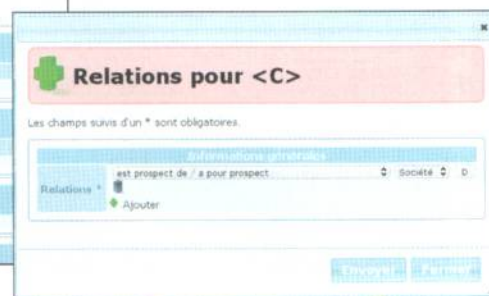 Relations pour <C>
Les champs suivis d'un * sont obligatoires.
Informations générales
Relations * est prospect de / a pour prospect Société D
Ajouter
Envoyer Fermer